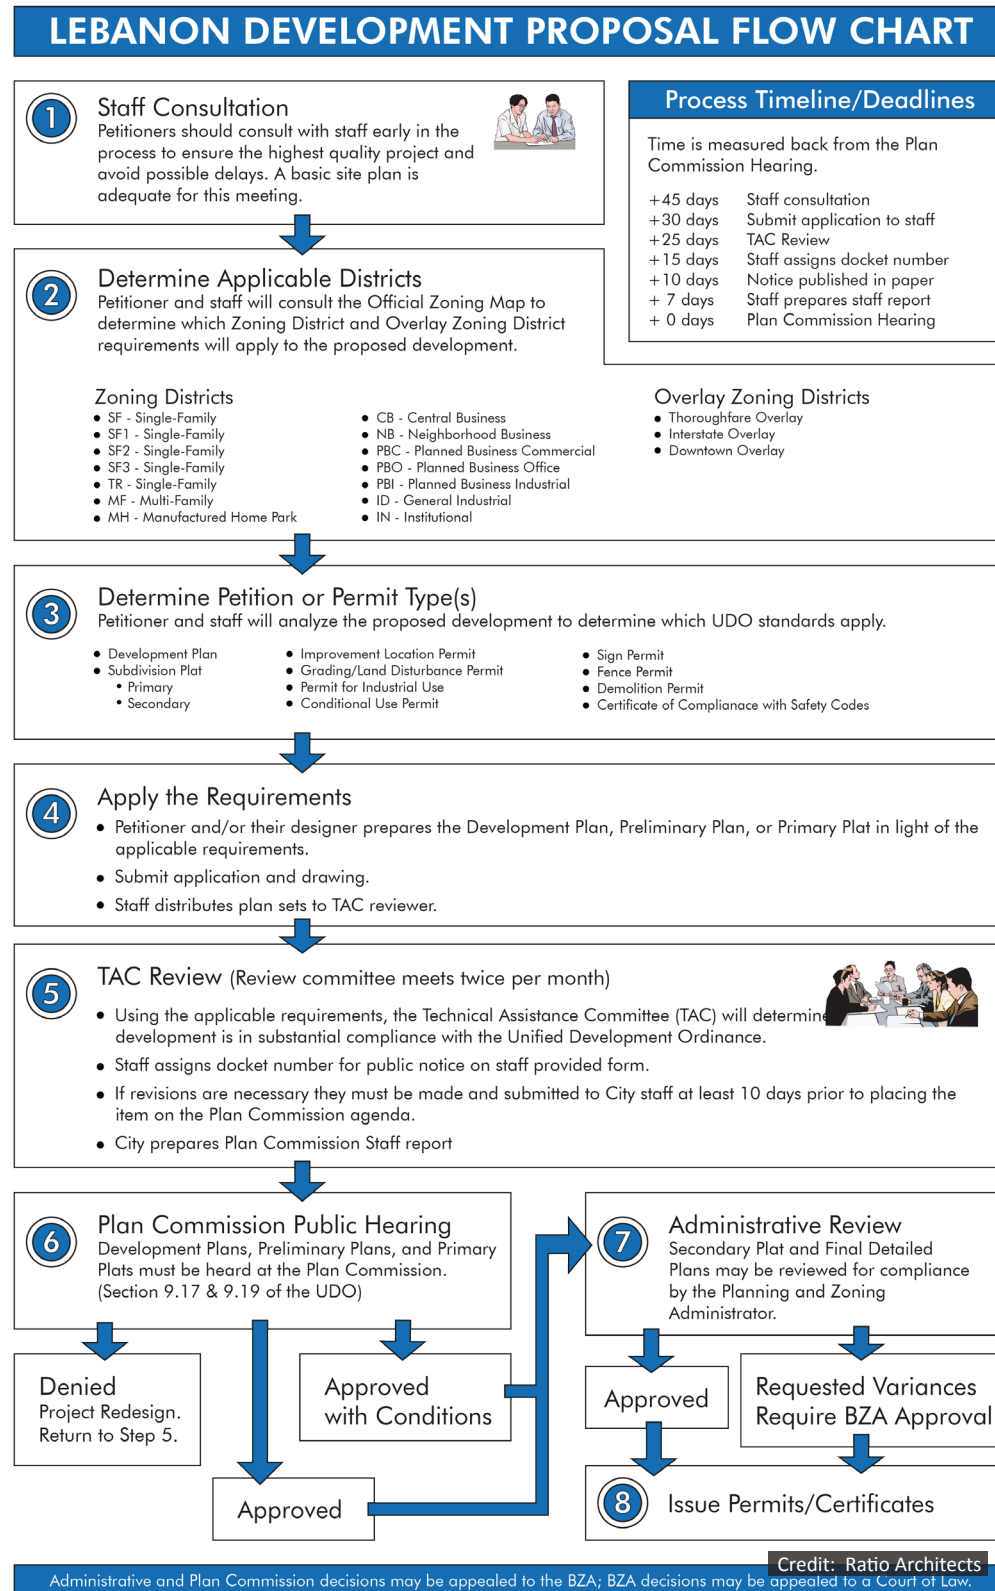 LEBANON DEVELOPMENT PROPOSAL FLOW CHART
1
Staff Consultation
Petitioners should consult with staff early in the
process to ensure the highest quality project and
avoid possible delays. A basic site plan is
adequate for this meeting.
Process Timeline/Deadlines
Time is measured back from the Plan
Commission Hearing.
+45 days Staff consultation
+30 days Submit application to staff
+25 days TAC Review
+15 days Staff assigns docket number
+10 days Notice published in paper
+ 7 days Staff prepares staff report
+ 0 days Plan Commission Hearing
2
Determine Applicable Districts
Petitioner and staff will consult the Official Zoning Map to
determine which Zoning District and Overlay Zoning District
requirements will apply to the proposed development.
Zoning Districts
• SF - Single-Family
• SF1 - Single-Family
• SF2 - Single-Family
• SF3 - Single-Family
• TR - Single-Family
• MF - Multi-Family
• MH - Manufactured Home Park
• CB - Central Business
• NB - Neighborhood Business
• PBC - Planned Business Commercial
• PBO - Planned Business Office
• PBI - Planned Business Industrial
• ID - General Industrial
• IN - Institutional
Overlay Zoning Districts
• Thoroughfare Overlay
• Interstate Overlay
• Downtown Overlay
3
Determine Petition or Permit Type(s)
Petitioner and staff will analyze the proposed development to determine which UDO standards apply.
• Development Plan
• Subdivision Plat
• Primary
• Secondary
• Improvement Location Permit
• Grading/Land Disturbance Permit
• Permit for Industrial Use
• Conditional Use Permit
• Sign Permit
• Fence Permit
• Demolition Permit
• Certificate of Complianace with Safety Codes
4
Apply the Requirements
• Petitioner and/or their designer prepares the Development Plan, Preliminary Plan, or Primary Plat in light of the
applicable requirements.
• Submit application and drawing.
• Staff distributes plan sets to TAC reviewer.
5
TAC Review (Review committee meets twice per month)
• Using the applicable requirements, the Technical Assistance Committee (TAC) will determine
development is in substantial compliance with the Unified Development Ordinance.
• Staff assigns docket number for public notice on staff provided form.
• If revisions are necessary they must be made and submitted to City staff at least 10 days prior to placing the
item on the Plan Commission agenda.
• City prepares Plan Commission Staff report
6
Plan Commission Public Hearing
Development Plans, Preliminary Plans, and Primary
Plats must be heard at the Plan Commission.
(Section 9.17 & 9.19 of the UDO)
7
Administrative Review
Secondary Plat and Final Detailed
Plans may be reviewed for compliance
by the Planning and Zoning
Administrator.
Denied
Project Redesign.
Return to Step 5.
Approved
with Conditions
Approved
Approved
Requested Variances
Require BZA Approval
8
Issue Permits/Certificates
Credit: Ratio Architects
Administrative and Plan Commission decisions may be appealed to the BZA; BZA decisions may be appealed to a Court of Law.